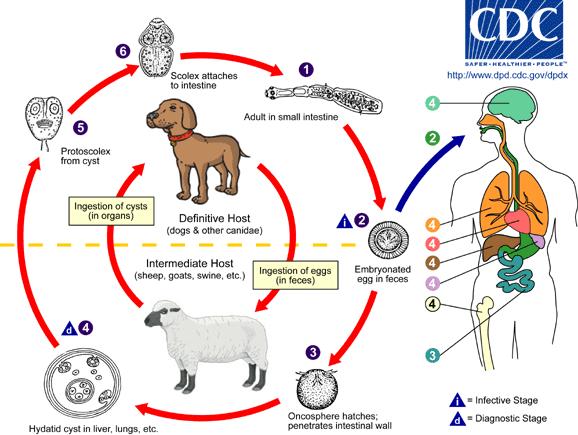 CDC
SAFER • HEALTHIER • PEOPLE™
http://www.dpd.cdc.gov/dpdx
6
Scolex attaches
to intestine
1
Adult in small intestine
5
Protoscolex
from cyst
4
2
Ingestion of cysts
(in organs)
Definitive Host
(dogs & other canidae)
i 2
Embryonated
egg in feces
Intermediate Host
(sheep, goats, swine, etc.)
Ingestion of eggs
(in feces)
4
4
4
4
4
3
d 4
Hydatid cyst in liver, lungs, etc.
3
Oncosphere hatches;
penetrates intestinal wall
i = Infective Stage
d = Diagnostic Stage